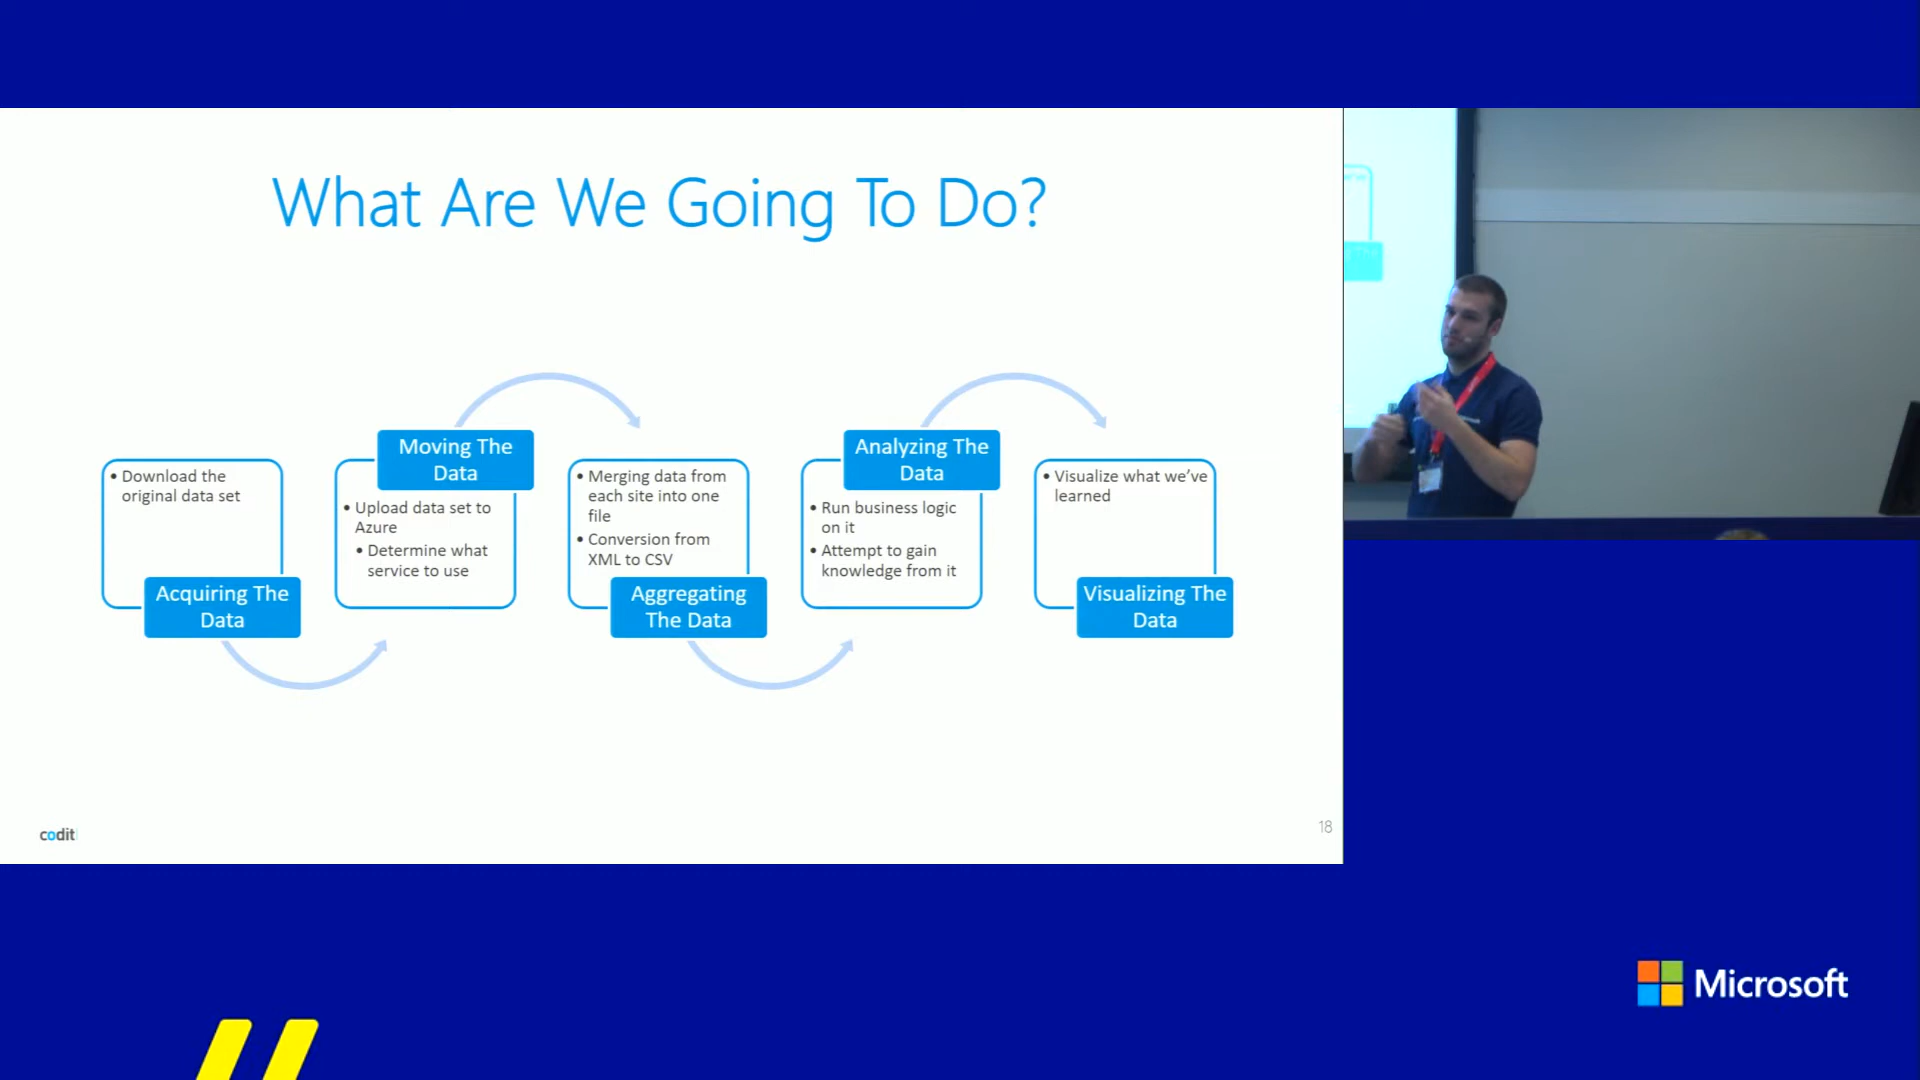 What Are We Going To Do?
• Download the
original data set
Acquiring The
Data
Moving The
Data
• Upload data set to
Azure
• Determine what
service to use
• Merging data from
each site into one
file
• Conversion from
XML to CSV
Aggregating
The Data
Analyzing The
Data
• Run business logic
on it
• Attempt to gain
knowledge from it
• Visualize what we’ve
learned
Visualizing The
Data
codit
18
Microsoft